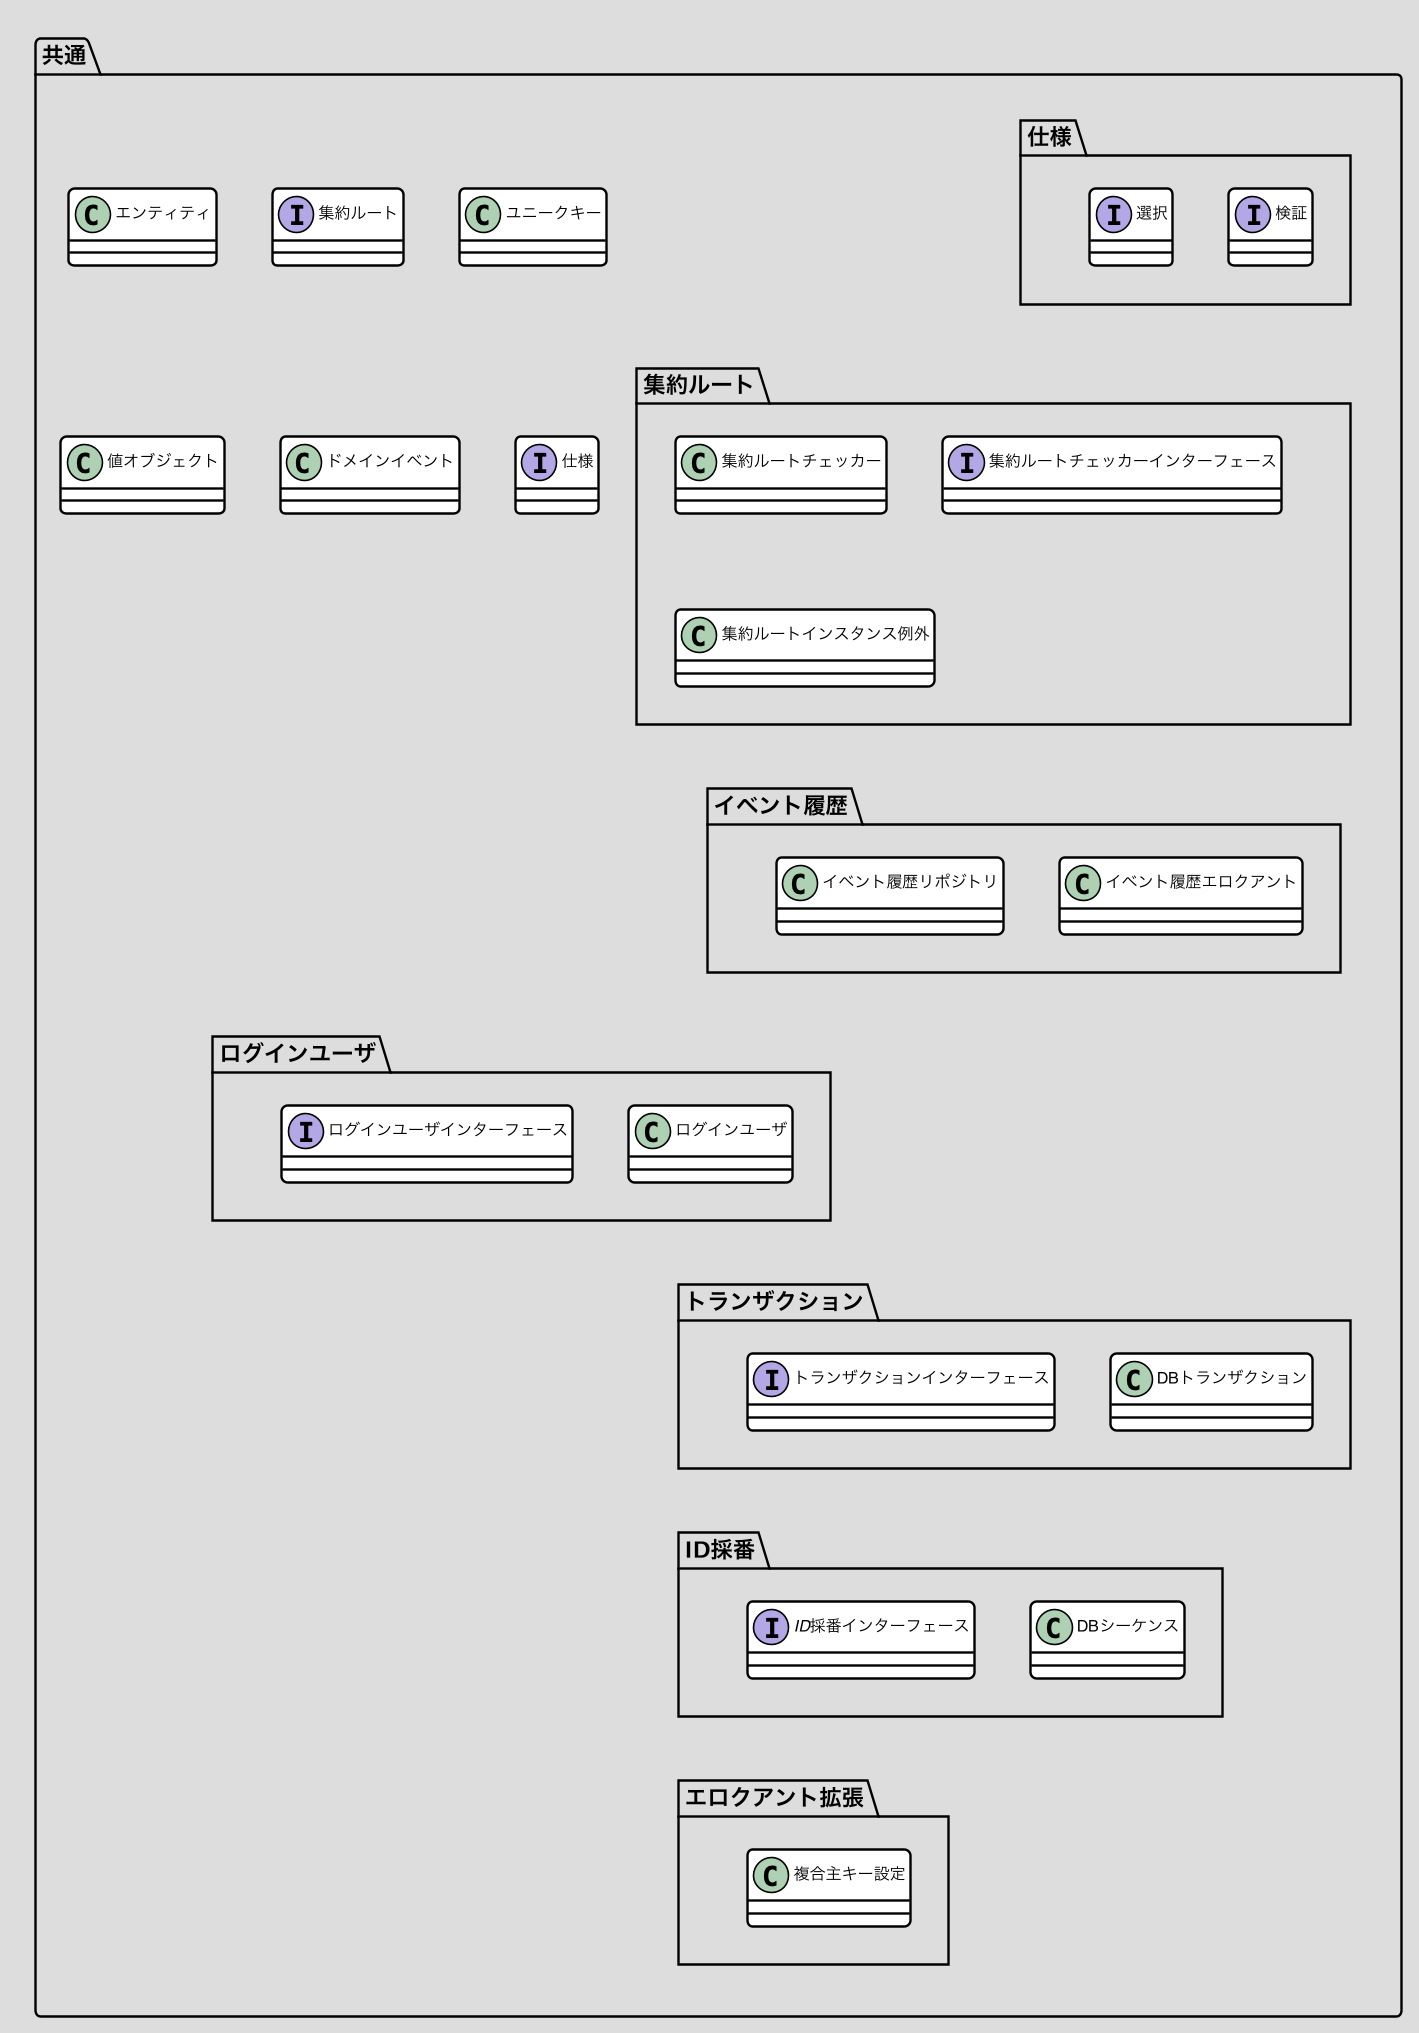 共通
仕様
C エンティティ
I 集約ルート
C ユニークキー
I 選択
I 検証
集約ルート
C 値オブジェクト
C ドメインイベント
I 仕様
C 集約ルートチェッカー
I 集約ルートチェッカーインターフェース
C 集約ルートインスタンス例外
イベント履歴
C イベント履歴リポジトリ
C イベント履歴エロクアント
ログインユーザ
I ログインユーザインターフェース
C ログインユーザ
トランザクション
I トランザクションインターフェース
C DBトランザクション
ID採番
I ID採番インターフェース
C DBシーケンス
エロクアント拡張
C 複合主キー設定